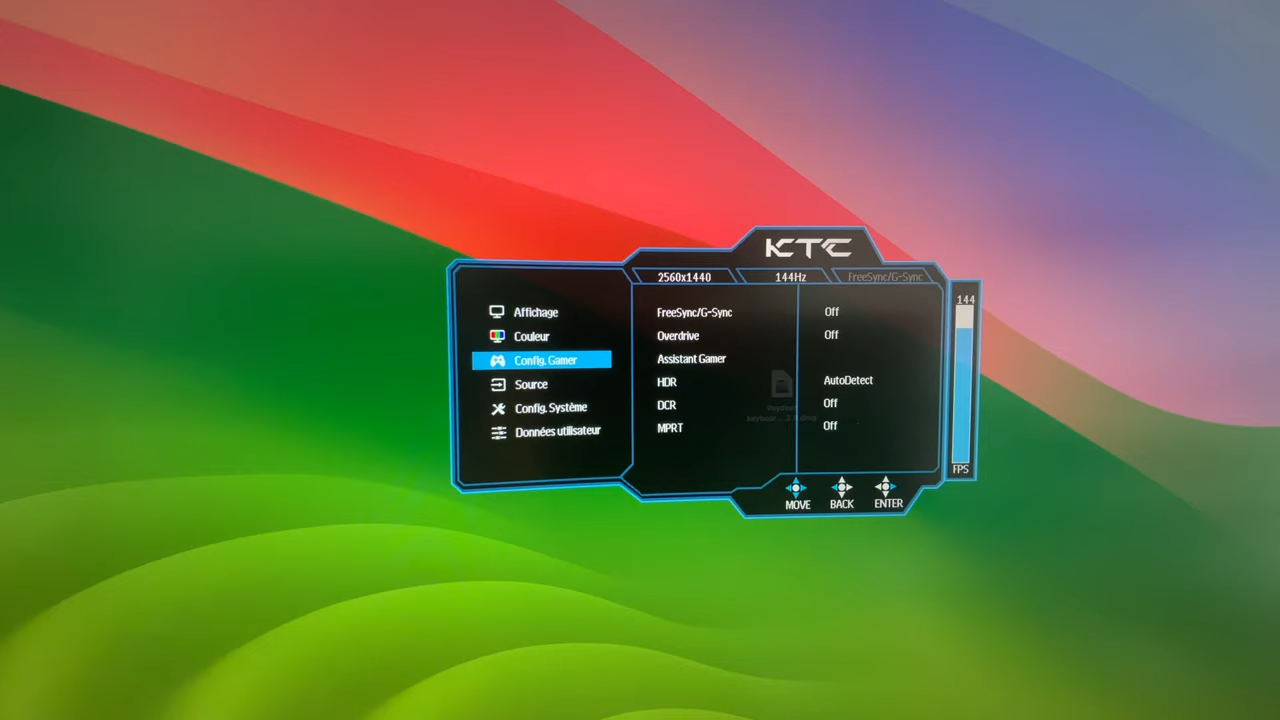 KTC
2560x1440 144Hz FreeSync/G-Sync
144
Affichage
Couleur
Config. Gamer
Source
Config. Système
Données utilisateur
FreeSync/G-Sync Off
Overdrive Off
Assistant Gamer
HDR AutoDetect
DCR Off
MPRT Off
FPS
MOVE BACK ENTER